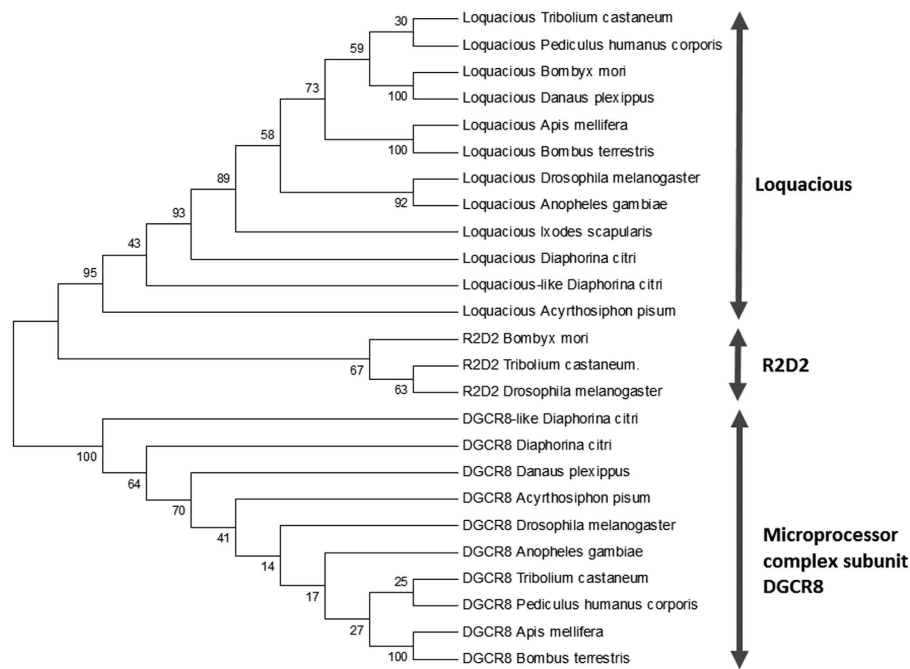 30
Loquacious Tribolium castaneum
Loquacious Pediculus humanus corporis
59
Loquacious Bombyx mori
100
Loquacious Danaus plexippus
73
Loquacious Apis mellifera
100
Loquacious Bombus terrestris
58
Loquacious Drosophila melanogaster
92
Loquacious Anopheles gambiae
89
Loquacious Ixodes scapularis
93
Loquacious Diaphorina citri
43
Loquacious-like Diaphorina citri
95
Loquacious Acyrthosiphon pisum
Loquacious
R2D2 Bombyx mori
67
R2D2 Tribolium castaneum.
63
R2D2 Drosophila melanogaster
R2D2
DGCR8-like Diaphorina citri
100
DGCR8 Diaphorina citri
64
DGCR8 Danaus plexippus
70
DGCR8 Acyrthosiphon pisum
41
DGCR8 Drosophila melanogaster
14
DGCR8 Anopheles gambiae
17
25
DGCR8 Tribolium castaneum
DGCR8 Pediculus humanus corporis
27
DGCR8 Apis mellifera
100
DGCR8 Bombus terrestris
Microprocessor
complex subunit
DGCR8